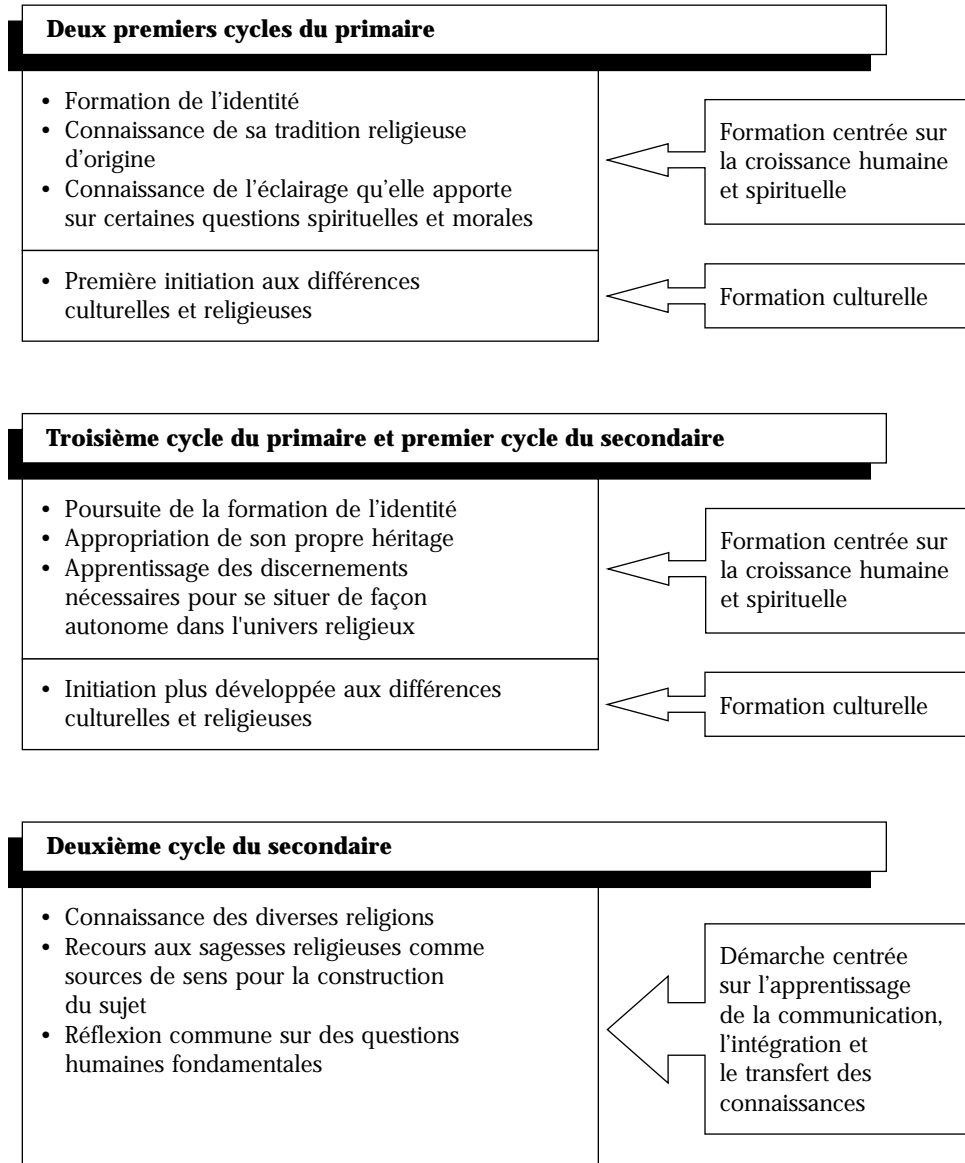 Deux premiers cycles du primaire
• Formation de l’identité
• Connaissance de sa tradition religieuse
d’origine
• Connaissance de l’éclairage qu’elle apporte
sur certaines questions spirituelles et morales
Formation centrée sur
la croissance humaine
et spirituelle
• Première initiation aux différences
culturelles et religieuses
Formation culturelle
Troisième cycle du primaire et premier cycle du secondaire
• Poursuite de la formation de l’identité
• Appropriation de son propre héritage
• Apprentissage des discernements
nécessaires pour se situer de façon
autonome dans l'univers religieux
Formation centrée sur
la croissance humaine
et spirituelle
• Initiation plus développée aux différences
culturelles et religieuses
Formation culturelle
Deuxième cycle du secondaire
• Connaissance des diverses religions
• Recours aux sagesses religieuses comme
sources de sens pour la construction
du sujet
• Réflexion commune sur des questions
humaines fondamentales
Démarche centrée
sur l’apprentissage
de la communication,
l’intégration et
le transfert des
connaissances